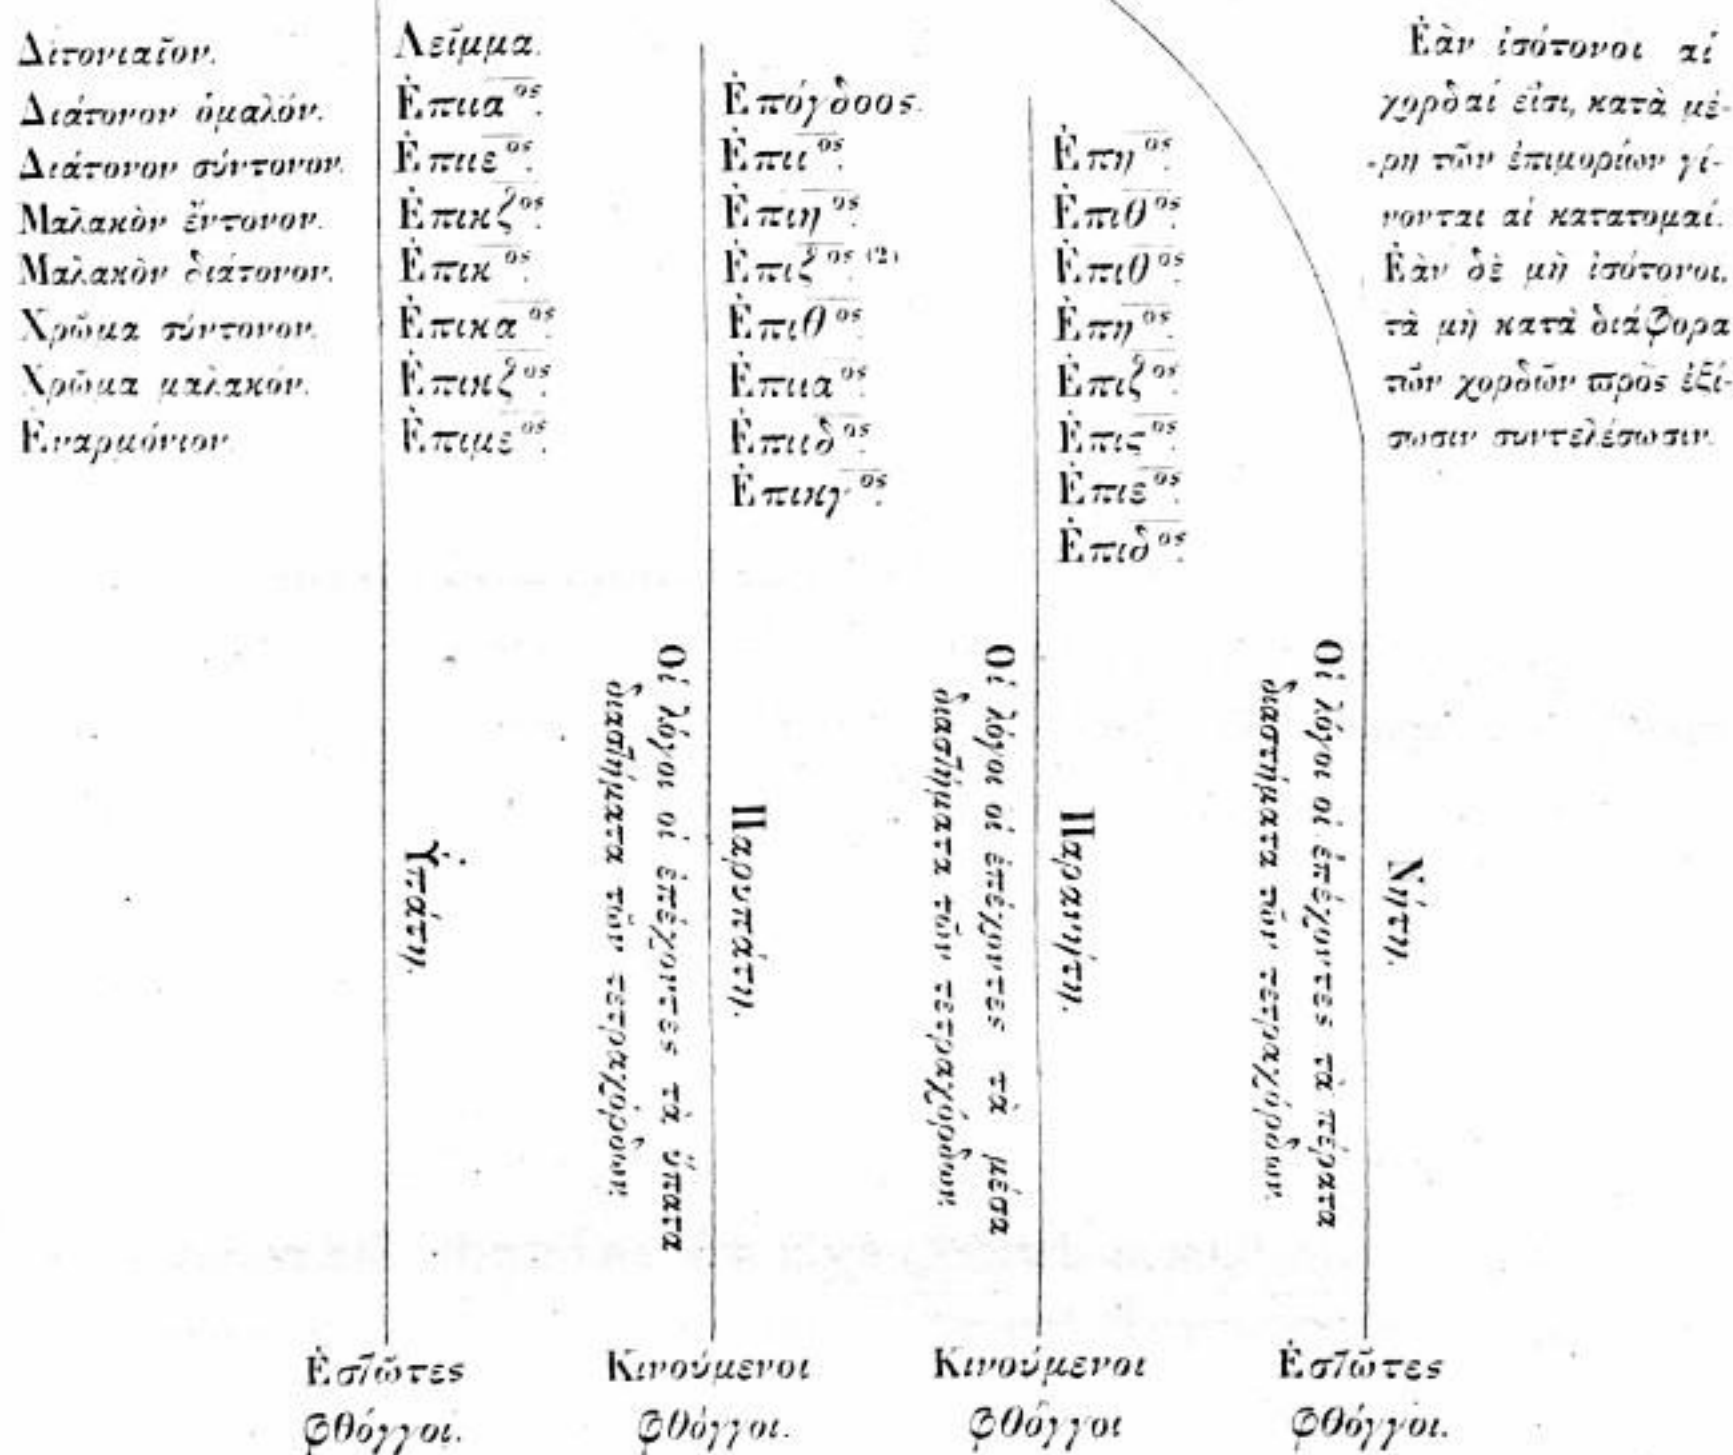 Διτονιαῖον.
Διάτονον ὁμαλόν.
Διάτονον σύντονον.
Μαλακὸν ἔντονον.
Μαλακὸν διάτονον.
Χρῶμα σύντονον.
Χρῶμα μαλακόν.
Ἐναρμόνιον.
Λεῖμμα.
Ἐπιια ος.
Ἐπιιε ος.
Ἐπικζ ος.
Ἐπικ ος.
Ἐπικα ος.
Ἐπικζ ος.
Ἐπιμε ος.
Ἐπόγδοος.
Ἐπιι ος.
Ἐπιη ος.
Ἐπιζ ος (2)
Ἐπιθ ος.
Ἐπιια ος.
Ἐπιιδ ος.
Ἐπικγ ος.
Ἐπη ος.
Ἐπιθ ος.
Ἐπιθ ος.
Ἐπη ος.
Ἐπιζ ος.
Ἐπις ος.
Ἐπιε ος.
Ἐπιδ ος.
Ἐὰν ἰσότονοι αἱ
χορδαί εἰσι, κατὰ μέ-
-ρη τῶν ἐπιμορίων γί-
νονται αἱ κατατομαί.
Ἐὰν δὲ μὴ ἰσότονοι,
τὰ μὴ κατὰ διάφορα
τῶν χορδῶν πρὸς ἐξί-
σωσιν συντελέσωσιν.
Ὑπάτη.
Οἱ λόγοι οἱ ἐπέχοντες τὰ ὕπατα
διαστήματα τῶν τετραχόρδων.
Παρυπάτη.
Οἱ λόγοι οἱ ἐπέχοντες τὰ μέσα
διαστήματα τῶν τετραχόρδων.
Παρανήτη.
Οἱ λόγοι οἱ ἐπέχοντες τὰ πέρατα
διαστήματα τῶν τετραχόρδων.
Νήτη.
Ἑστῶτες
φθόγγοι.
Κινούμενοι
φθόγγοι.
Κινούμενοι
φθόγγοι
Ἑστῶτες
φθόγγοι.